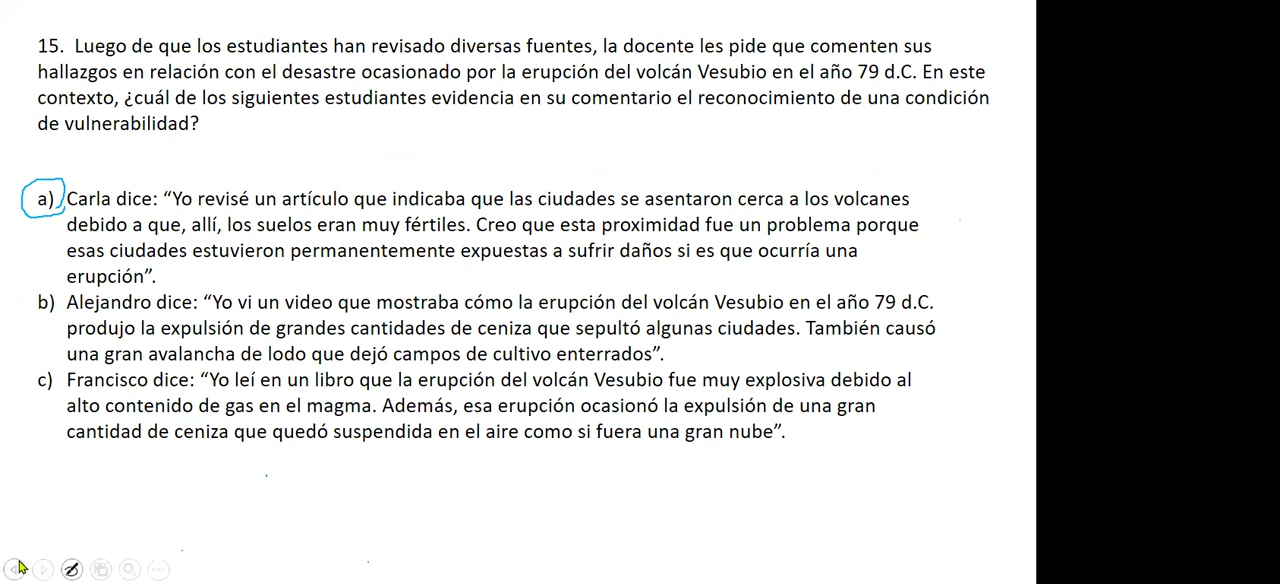 15.  Luego de que los estudiantes han revisado diversas fuentes, la docente les pide que comenten sus
hallazgos en relación con el desastre ocasionado por la erupción del volcán Vesubio en el año 79 d.C. En este
contexto, ¿cuál de los siguientes estudiantes evidencia en su comentario el reconocimiento de una condición
de vulnerabilidad?
a) Carla dice: “Yo revisé un artículo que indicaba que las ciudades se asentaron cerca a los volcanes
debido a que, allí, los suelos eran muy fértiles. Creo que esta proximidad fue un problema porque
esas ciudades estuvieron permanentemente expuestas a sufrir daños si es que ocurría una
erupción”.
b) Alejandro dice: “Yo vi un video que mostraba cómo la erupción del volcán Vesubio en el año 79 d.C.
produjo la expulsión de grandes cantidades de ceniza que sepultó algunas ciudades. También causó
una gran avalancha de lodo que dejó campos de cultivo enterrados”.
c) Francisco dice: “Yo leí en un libro que la erupción del volcán Vesubio fue muy explosiva debido al
alto contenido de gas en el magma. Además, esa erupción ocasionó la expulsión de una gran
cantidad de ceniza que quedó suspendida en el aire como si fuera una gran nube”.